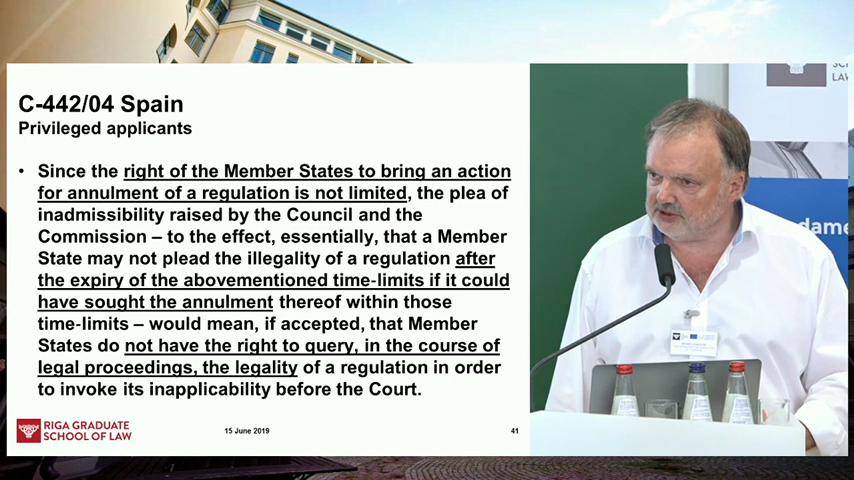 C-442/04 Spain
Privileged applicants
• Since the right of the Member States to bring an action
for annulment of a regulation is not limited, the plea of
inadmissibility raised by the Council and the
Commission – to the effect, essentially, that a Member
State may not plead the illegality of a regulation after
the expiry of the abovementioned time-limits if it could
have sought the annulment thereof within those
time-limits – would mean, if accepted, that Member
States do not have the right to query, in the course of
legal proceedings, the legality of a regulation in order
to invoke its inapplicability before the Court.
RIGA GRADUATE
SCHOOL OF LAW
15 June 2019
41
LAW
dame